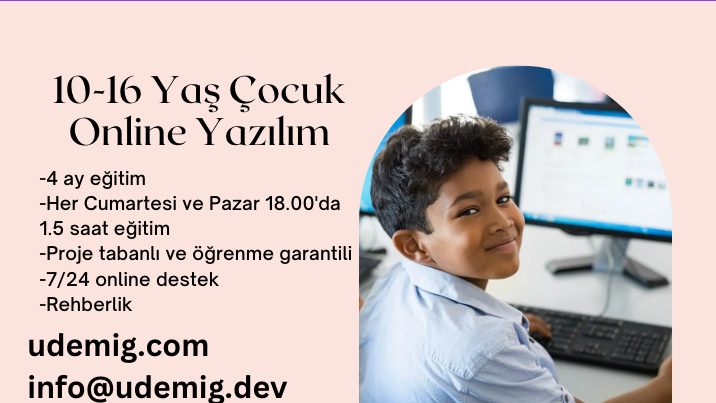 10-16 Yaş Çocuk
Online Yazılım
-4 ay eğitim
-Her Cumartesi ve Pazar 18.00'da
1.5 saat eğitim
-Proje tabanlı ve öğrenme garantili
-7/24 online destek
-Rehberlik
udemig.com
info@udemig.dev